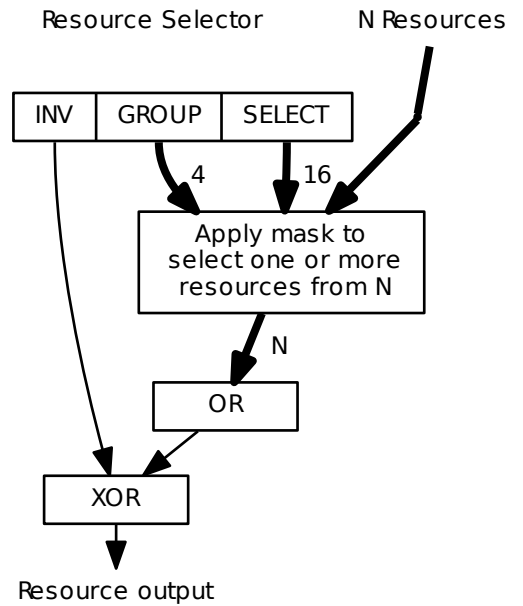 Resource Selector
N Resources
INV GROUP SELECT
4
16
Apply mask to
select one or more
resources from N
N
OR
XOR
Resource output